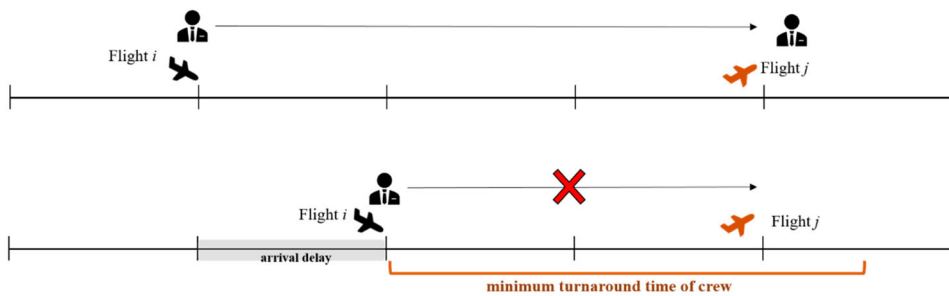 Flight i
Flight j
Flight i
Flight j
arrival delay
minimum turnaround time of crew